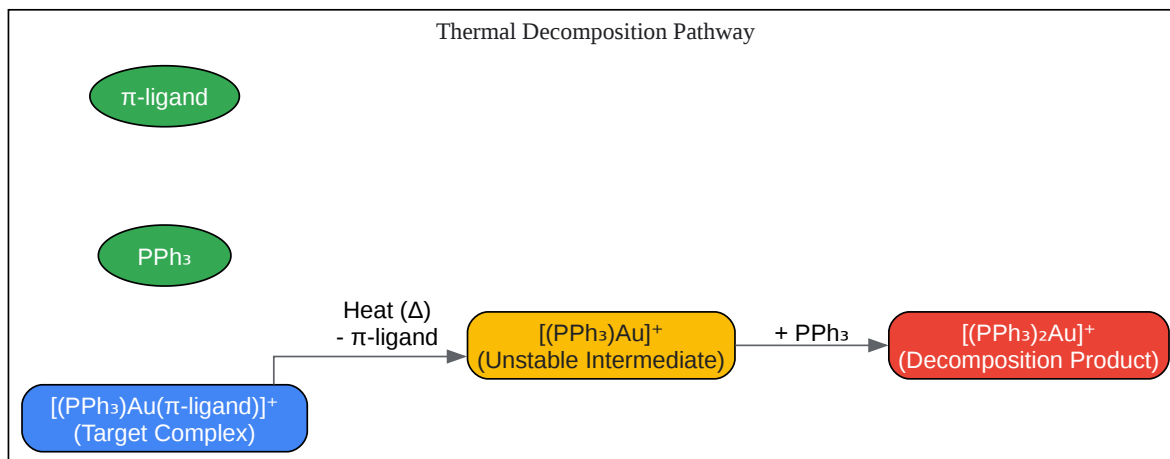 Thermal Decomposition Pathway
π-ligand
PPh₃
Heat (Δ)
- π-ligand
[(PPh₃)Au]⁺
(Unstable Intermediate)
+ PPh₃
[(PPh₃)₂Au]⁺
(Decomposition Product)
[(PPh₃)Au(π-ligand)]⁺
(Target Complex)